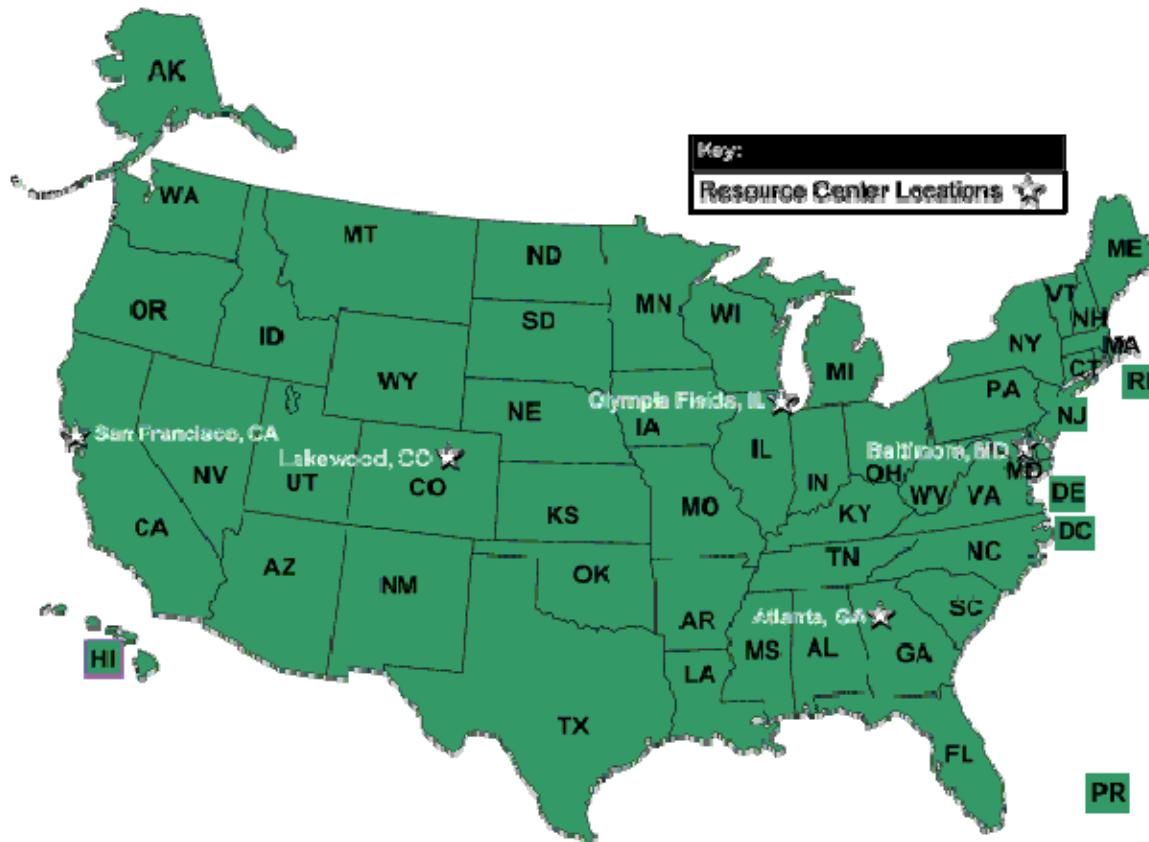 AK
Key:
Resource Center Locations
WA
MT
ND
MN
ME
VT
NH
OR
ID
SD
WI
NY
MA
MI
CT
RI
WY
PA
Olympia Fields, IL
NE
IA
NJ
San Francisco, CA
Lakewood, CO
Baltimore, MD
IL
OH
MD
NV
UT
CO
IN
WV
VA
DE
KS
MO
KY
CA
DC
NC
TN
AZ
NM
OK
SC
AR
Atlanta, GA
HI
MS
AL
GA
LA
TX
FL
PR